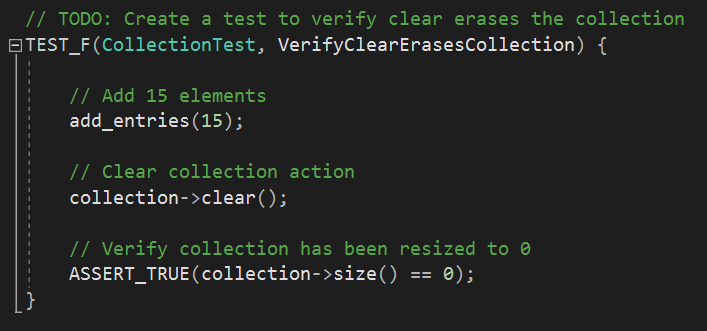 // TODO: Create a test to verify clear erases the collection
TEST_F(CollectionTest, VerifyClearErasesCollection) {
// Add 15 elements
add_entries(15);
// Clear collection action
collection->clear();
// Verify collection has been resized to 0
ASSERT_TRUE(collection->size() == 0);
}